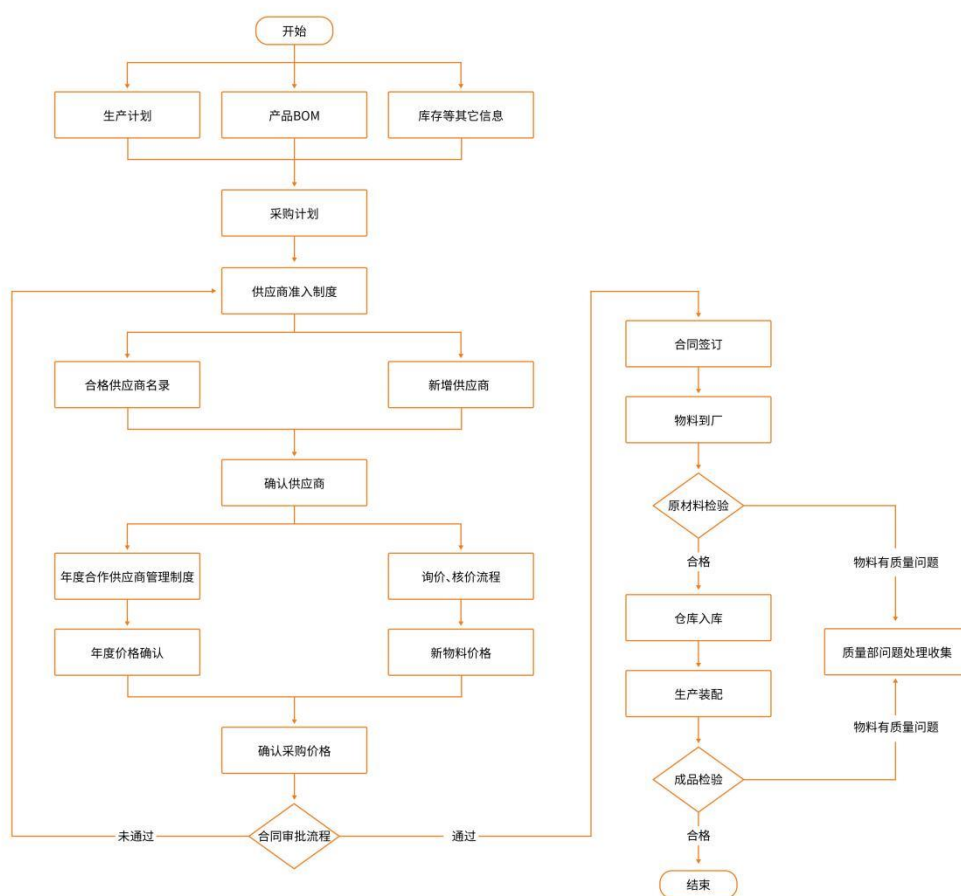 开始
生产计划
产品BOM
库存等其它信息
采购计划
供应商准入制度
合格供应商名录
新增供应商
确认供应商
年度合作供应商管理制度
询价、核价流程
年度价格确认
新物料价格
确认采购价格
未通过
合同审批流程
通过
合同签订
物料到厂
原材料检验
合格
物料有质量问题
仓库入库
质量部问题处理收集
生产装配
物料有质量问题
成品检验
合格
结束